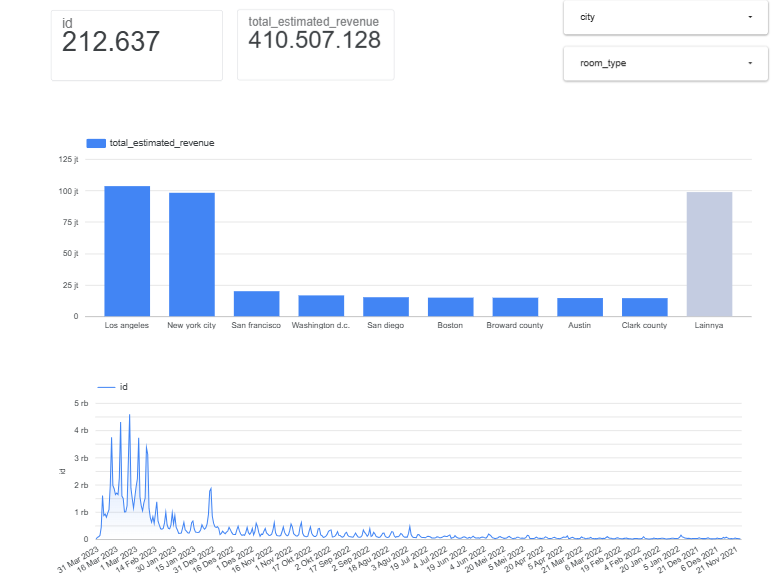 id
212.637
total_estimated_revenue
410.507.128
city
room_type
total_estimated_revenue
125 jt
100 jt
75 jt
50 jt
25 jt
0
Los angeles
New york city
San francisco
Washington d.c.
San diego
Boston
Broward county
Austin
Clark county
Lainnya
id
5 rb
4 rb
3 rb
2 rb
1 rb
0
id
31 Mar 2023
16 Mar 2023
1 Mar 2023
14 Feb 2023
30 Jan 2023
15 Jan 2023
31 Des 2022
16 Des 2022
1 Des 2022
16 Nov 2022
1 Nov 2022
17 Okt 2022
2 Okt 2022
17 Sep 2022
2 Sep 2022
18 Agu 2022
3 Agu 2022
19 Jul 2022
4 Jul 2022
19 Jun 2022
4 Jun 2022
20 Mei 2022
5 Mei 2022
20 Apr 2022
5 Apr 2022
21 Mar 2022
6 Mar 2022
19 Feb 2022
4 Feb 2022
20 Jan 2022
5 Jan 2022
21 Des 2021
6 Des 2021
21 Nov 2021